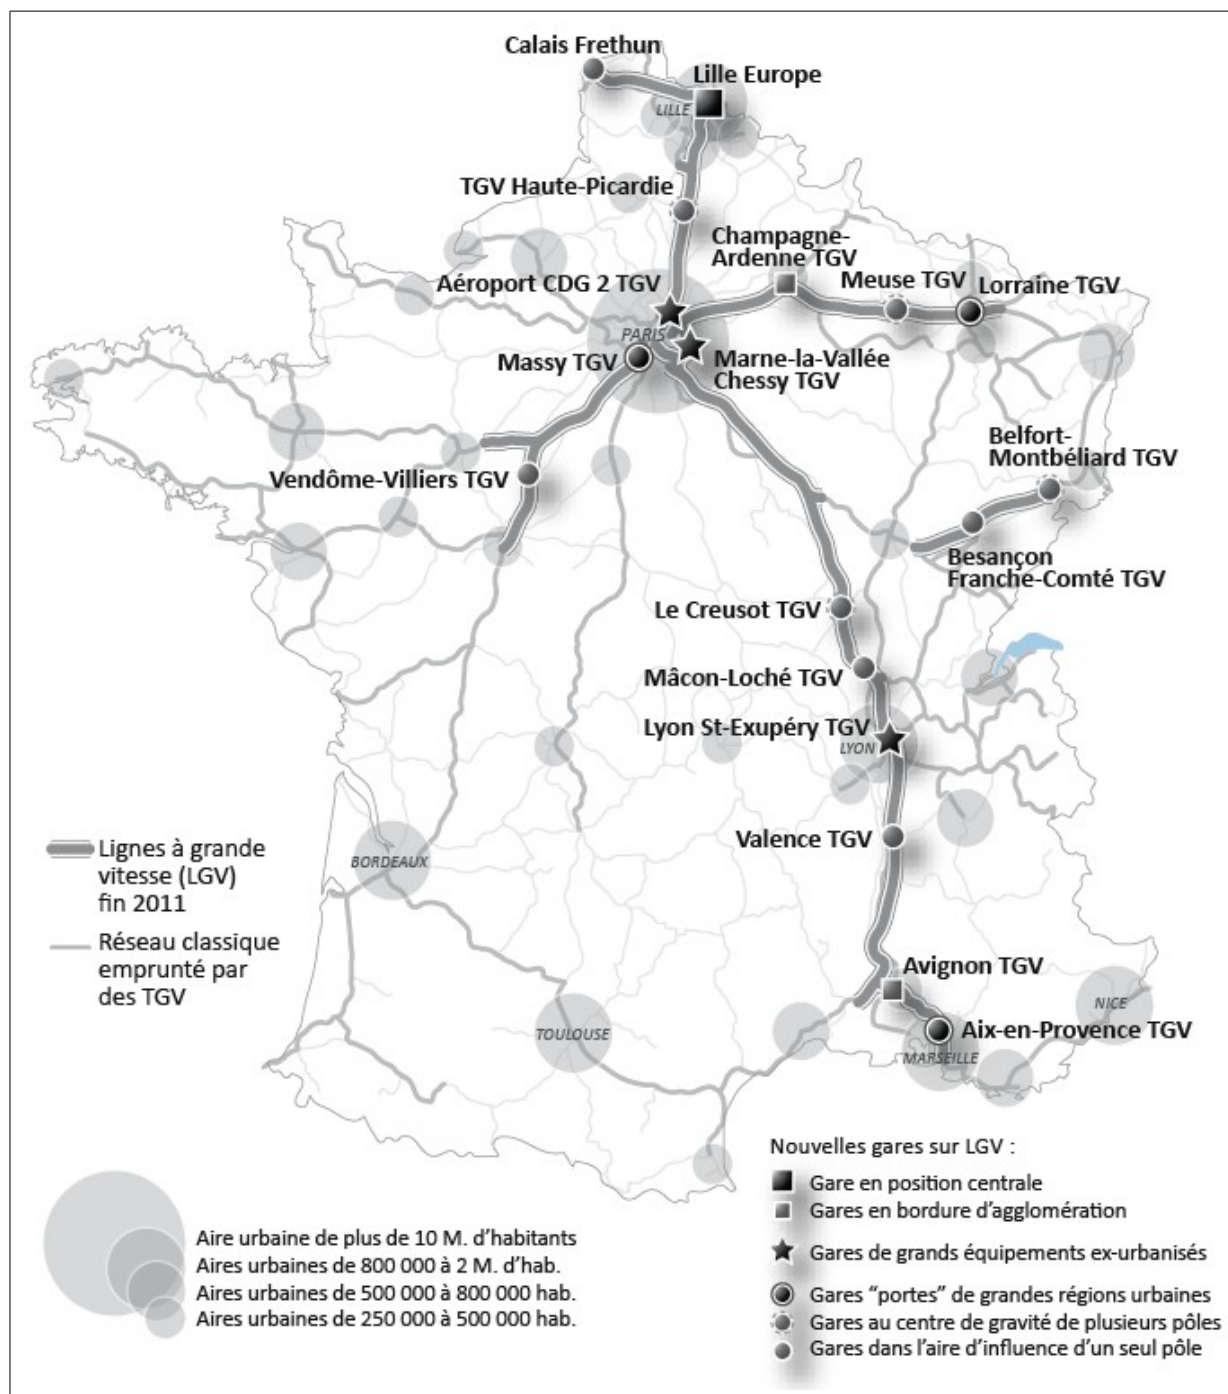 Calais Frethun
Lille Europe
LILLE
TGV Haute-Picardie
Champagne-
Ardenne TGV
Meuse TGV
Lorraine TGV
Aéroport CDG 2 TGV
PARIS
Massy TGV
Marne-la-Vallée
Chessy TGV
Belfort-
Montbéliard TGV
Vendôme-Villiers TGV
Besançon
Franche-Comté TGV
Le Creusot TGV
Mâcon-Loché TGV
Lyon St-Exupéry TGV
LYON
Valence TGV
BORDEAUX
Lignes à grande
vitesse (LGV)
fin 2011
Réseau classique
emprunté par
des TGV
Avignon TGV
NICE
TOULOUSE
Aix-en-Provence TGV
MARSEILLE
Nouvelles gares sur LGV :
Gare en position centrale
Gares en bordure d'agglomération
Gares de grands équipements ex-urbanisés
Gares "portes" de grandes régions urbaines
Gares au centre de gravité de plusieurs pôles
Gares dans l'aire d'influence d'un seul pôle
Aire urbaine de plus de 10 M. d'habitants
Aires urbaines de 800 000 à 2 M. d'hab.
Aires urbaines de 500 000 à 800 000 hab.
Aires urbaines de 250 000 à 500 000 hab.